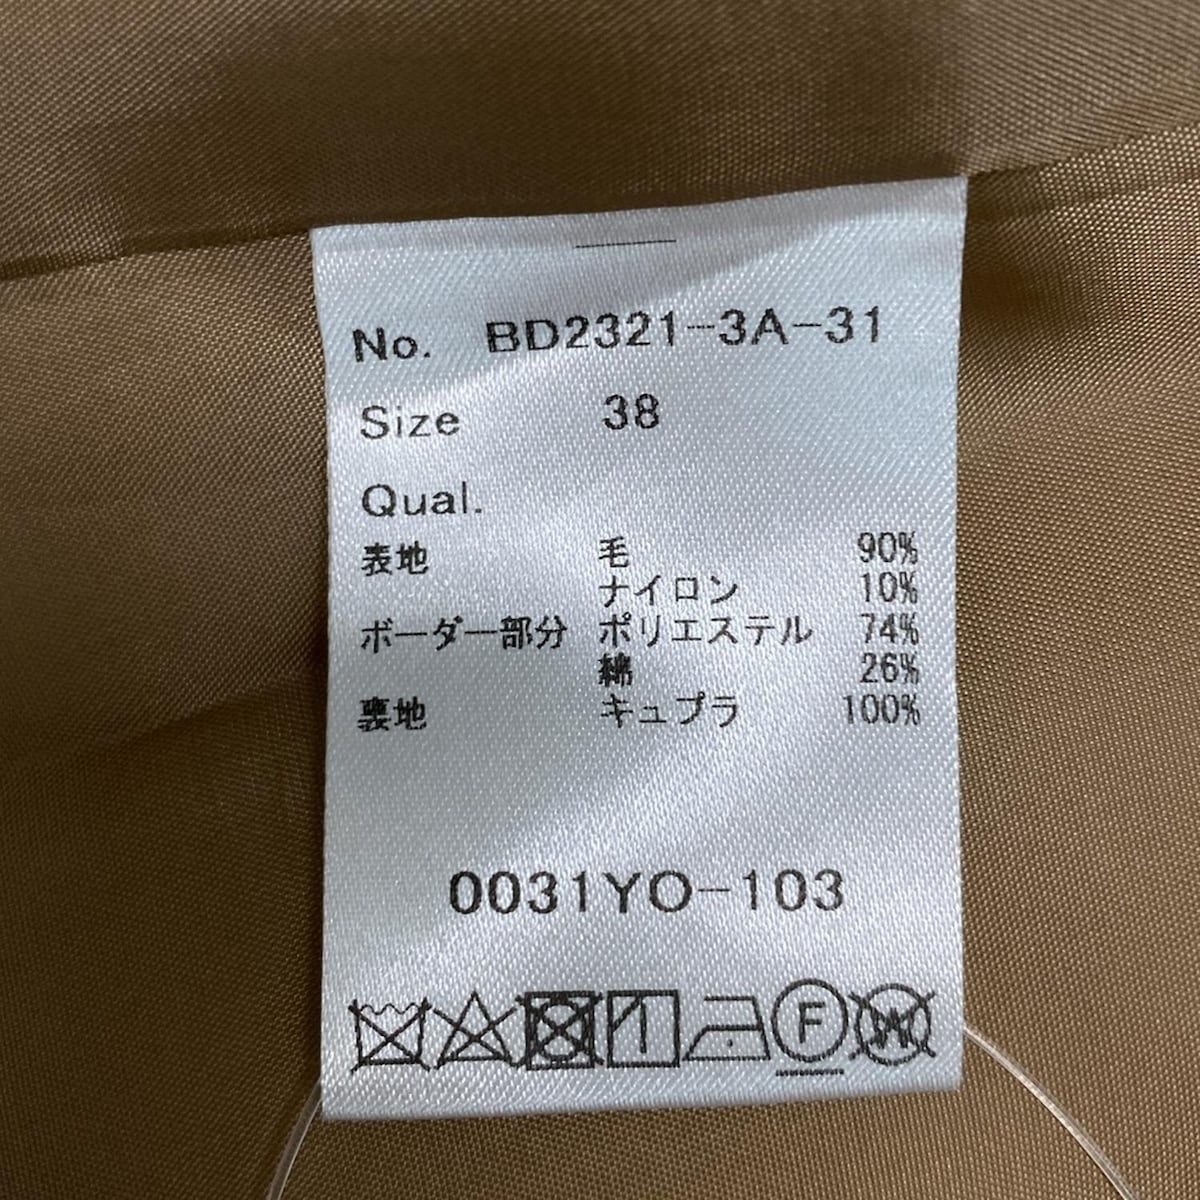 No. BD2321-3A-31
Size 38
Qual.
表地 毛 90%
ナイロン 10%
ボーダー部分 ポリエステル 74%
綿 26%
裏地 キュプラ 100%
0031YO-103
F W